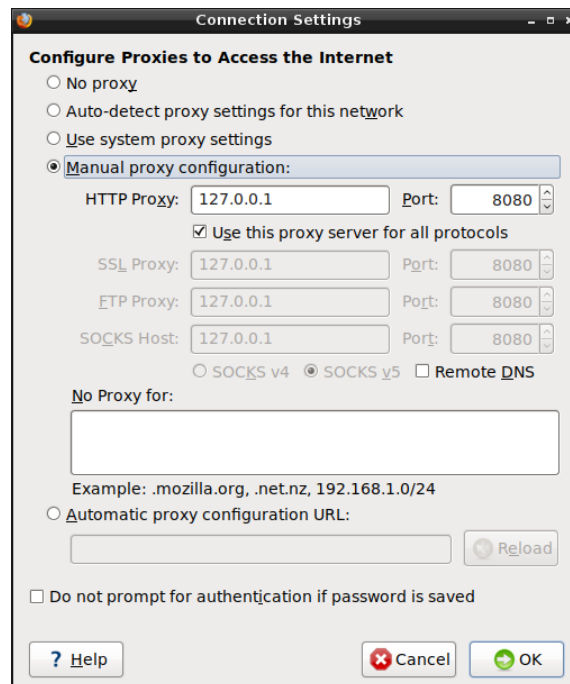 Connection Settings
Configure Proxies to Access the Internet
No proxy
Auto-detect proxy settings for this network
Use system proxy settings
Manual proxy configuration:
HTTP Proxy: 127.0.0.1 Port: 8080
Use this proxy server for all protocols
SSL Proxy: 127.0.0.1 Port: 8080
FTP Proxy: 127.0.0.1 Port: 8080
SOCKS Host: 127.0.0.1 Port: 8080
SOCKS v4 SOCKS v5 Remote DNS
No Proxy for:
Example: .mozilla.org, .net.nz, 192.168.1.0/24
Automatic proxy configuration URL:
Reload
Do not prompt for authentication if password is saved
? Help Cancel OK